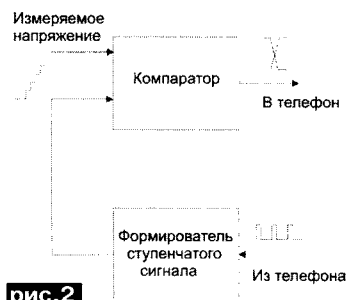 Измеряемое
напряжение
Компаратор
В телефон
Формирователь
ступенчатого
сигнала
Из телефона
рис.2